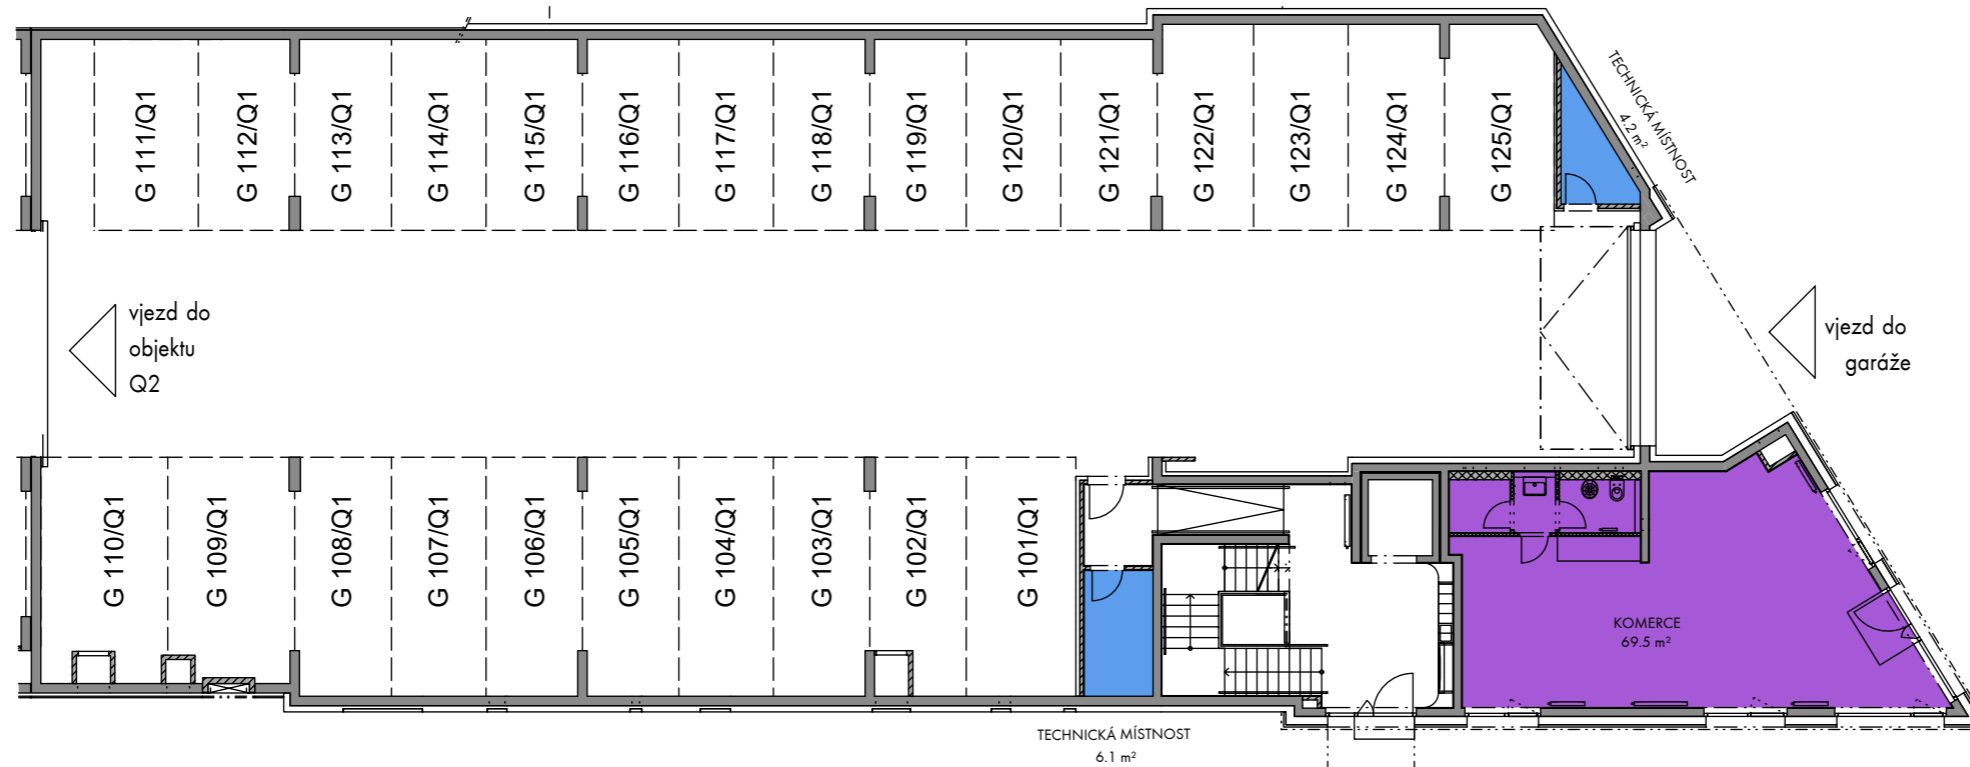 G 111/Q1
G 112/Q1
G 113/Q1
G 114/Q1
G 115/Q1
G 116/Q1
G 117/Q1
G 118/Q1
G 119/Q1
G 120/Q1
G 121/Q1
G 122/Q1
G 123/Q1
G 124/Q1
G 125/Q1
TECHNICKÁ MÍSTNOST
4.2 m²
vjezd do
objektu
Q2
vjezd do
garáže
G 110/Q1
G 109/Q1
G 108/Q1
G 107/Q1
G 106/Q1
G 105/Q1
G 104/Q1
G 103/Q1
G 102/Q1
G 101/Q1
KOMERCE
69.5 m²
TECHNICKÁ MÍSTNOST
6.1 m²